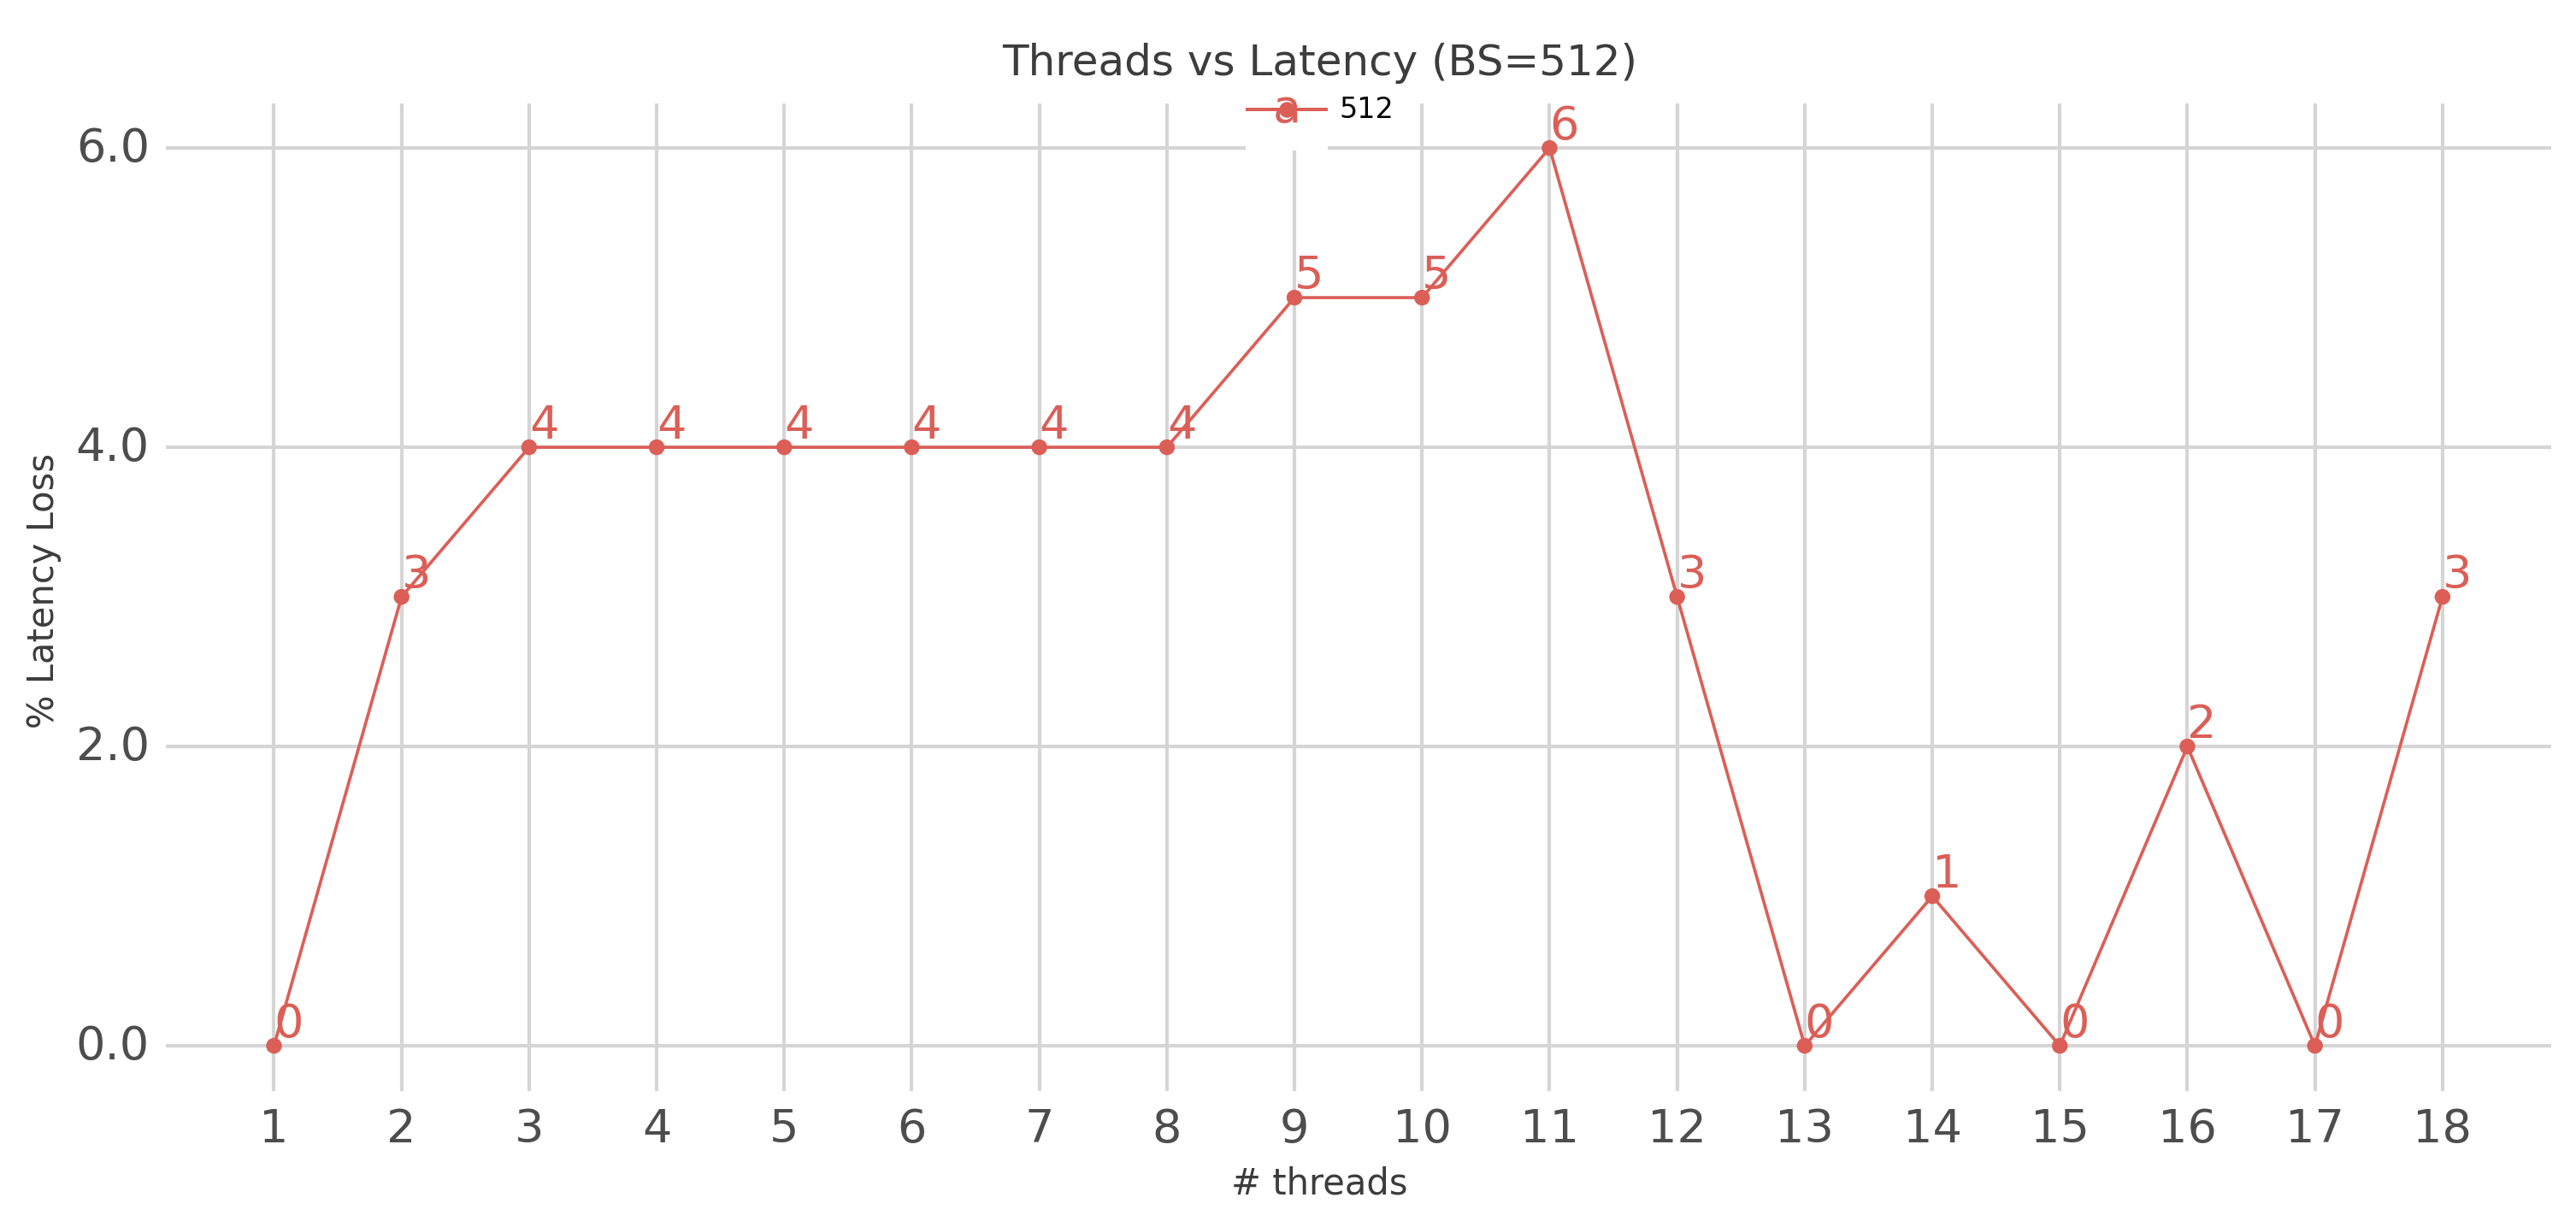 Threads vs Latency (BS=512)
a 512
6.0
6
5 5
4.0
4 4 4 4 4 4
3 3 3
2.0
2
1
0.0
0 0 0 0
% Latency Loss
1 2 3 4 5 6 7 8 9 10 11 12 13 14 15 16 17 18
# threads